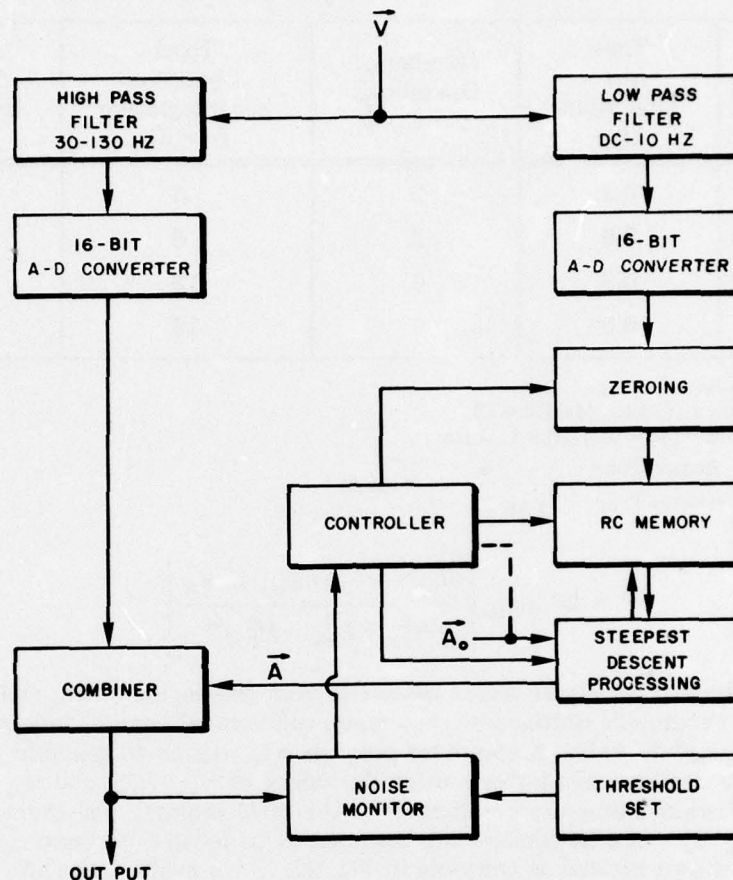 V
HIGH PASS
FILTER
30-130 HZ
LOW PASS
FILTER
DC-10 HZ
16-BIT
A-D CONVERTER
16-BIT
A-D CONVERTER
ZEROING
CONTROLLER
RC MEMORY
A₀
STEEPEST
DESCENT
PROCESSING
A
COMBINER
NOISE
MONITOR
THRESHOLD
SET
OUT PUT